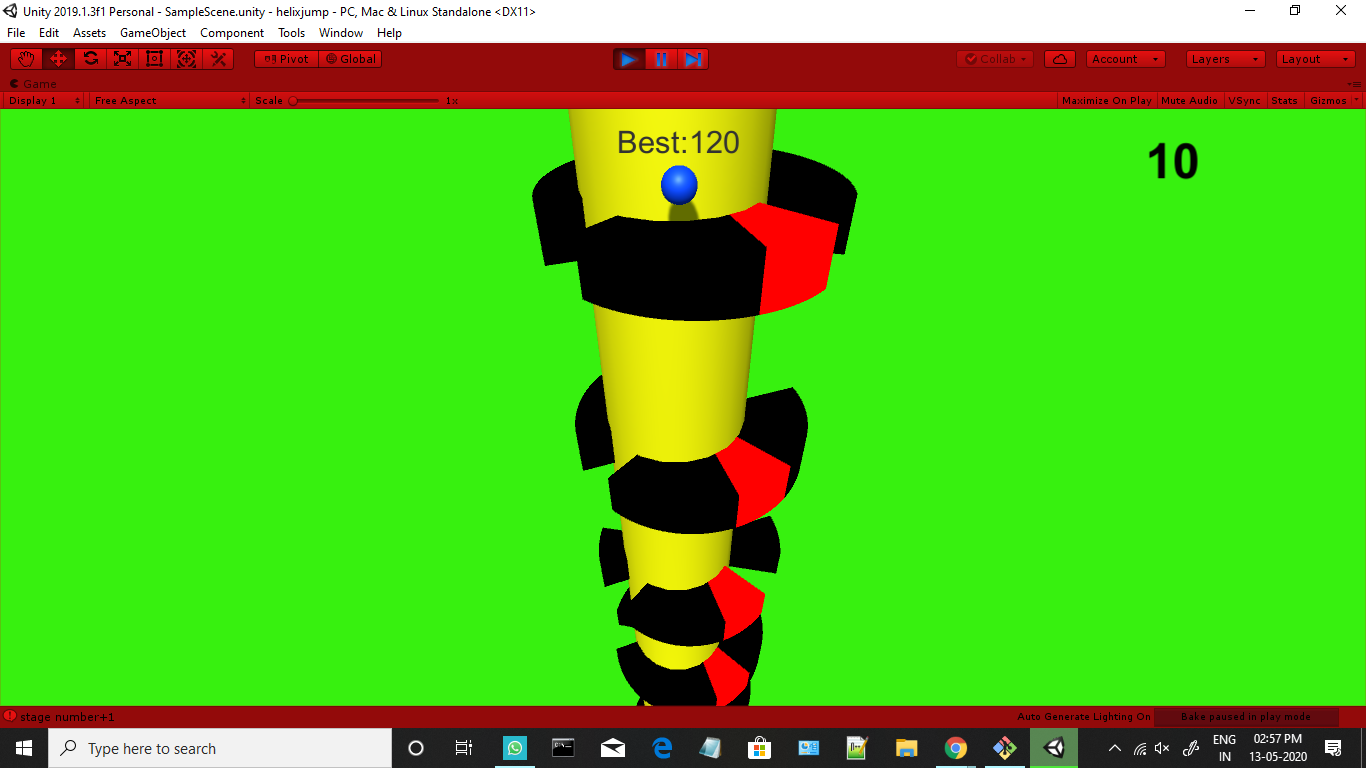 Unity 2019.1.3f1 Personal - SampleScene.unity - helixjump - PC, Mac & Linux Standalone <DX11>
File Edit Assets GameObject Component Tools Window Help
Pivot Global Collab Account Layers Layout
Game
Display 1 Free Aspect Scale 1x Maximize On Play Mute Audio VSync Stats Gizmos
Best:120
10
stage number÷1 Auto Generate Lighting On Bake paused in play mode
Type here to search
ENG 02:57 PM
IN 13-05-2020